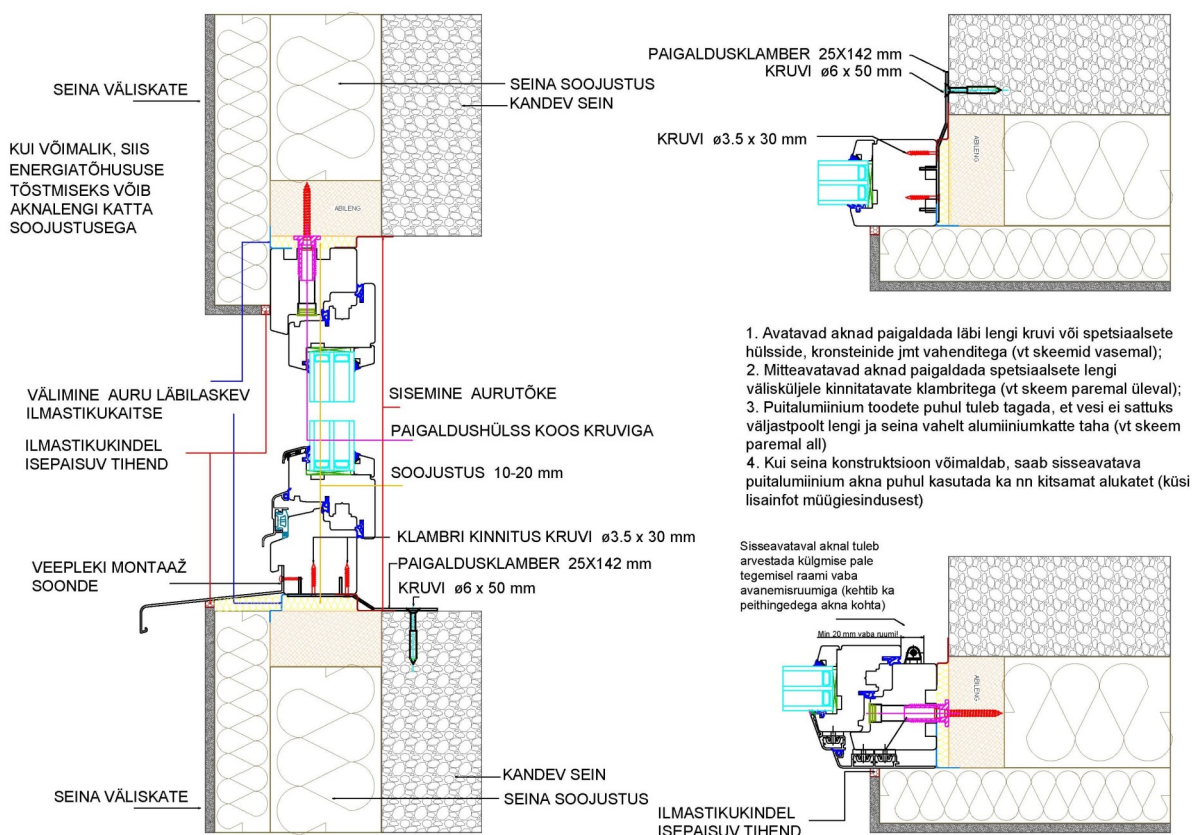 SEINA VÄLISKATE
KUI VÕIMALIK, SIIS
ENERGIATÕHUSUSE
TÕSTMISEKS VÕIB
AKNALENGI KATTA
SOOJUSTUSEGA
SEINA SOOJUSTUS
KANDEV SEIN
ABILENG
VÄLIMINE AURU LÄBILASKEV
ILMASTIKUKAITSE
ILMASTIKUKINDEL
ISEPAISUV TIHEND
SISEMINE AURUTÕKE
PAIGALDUSHÜLSS KOOS KRUVIGA
SOOJUSTUS 10-20 mm
KLAMBRI KINNITUS KRUVI ø3.5 x 30 mm
PAIGALDUSKLAMBER 25X142 mm
KRUVI ø6 x 50 mm
VEEPLEKI MONTAAŽ
SOONDE
KANDEV SEIN
SEINA SOOJUSTUS
SEINA VÄLISKATE
PAIGALDUSKLAMBER 25X142 mm
KRUVI ø6 x 50 mm
KRUVI ø3.5 x 30 mm
ABILENG
1. Avatavad aknad paigaldada läbi lengi kruvi või spetsiaalsete
hülsside, kronsteinide jmt vahenditega (vt skeemid vasemal);
2. Mitteavatavad aknad paigaldada spetsiaalsete lengi
välisküljele kinnitatavate klambritega (vt skeem paremal üleval);
3. Puitalumiinium toodete puhul tuleb tagada, et vesi ei sattuks
väljastpoolt lengi ja seina vahelt alumiiniumkatte taha (vt skeem
paremal all)
4. Kui seina konstruktsioon võimaldab, saab sisseavatava
puitalumiinium akna puhul kasutada ka nn kitsamat alukatet (küsi
lisainfot müügiesindusest)
Sisseavataval aknal tuleb
arvestada külgmise pale
tegemisel raami vaba
avanemisruumiga (kehtib ka
peithingedega akna kohta)
Min 20 mm vaba ruumi!
ABILENG
ILMASTIKUKINDEL
ISEPAISUV TIHEND